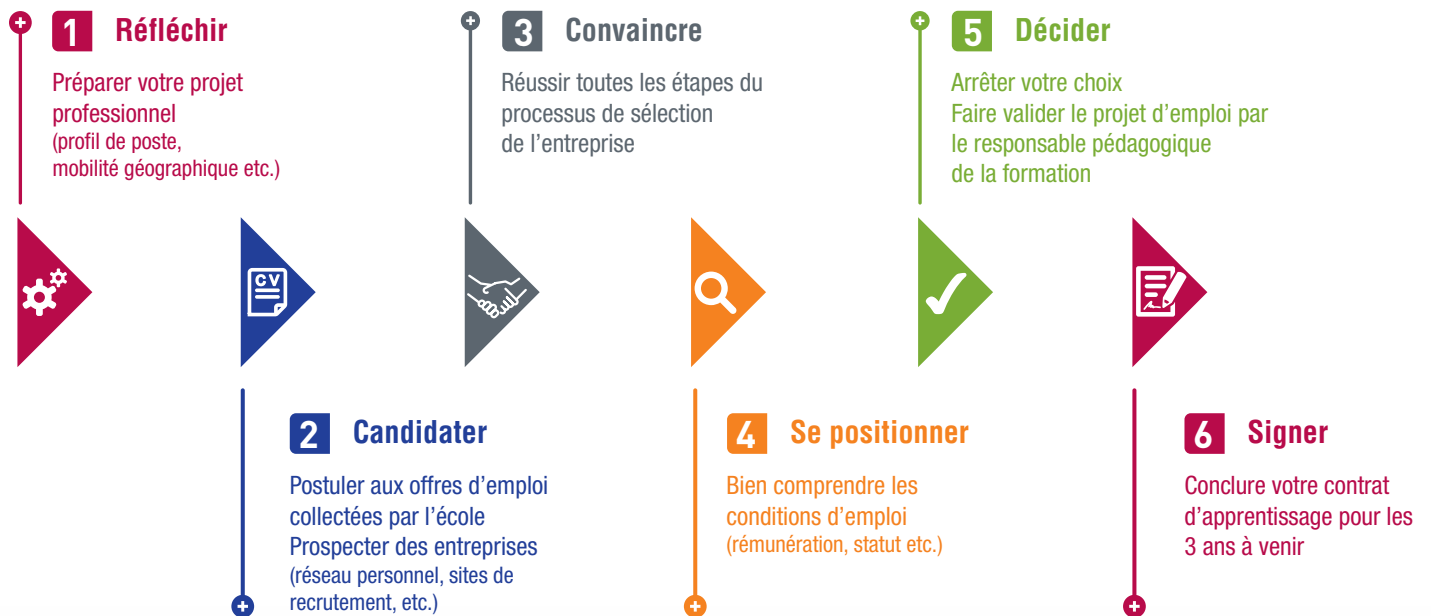 1 Réfléchir
Préparer votre projet
professionnel
(profil de poste,
mobilité géographique etc.)
2 Candidater
Postuler aux offres d’emploi
collectées par l’école
Prospecter des entreprises
(réseau personnel, sites de
recrutement, etc.)
3 Convaincre
Réussir toutes les étapes du
processus de sélection
de l’entreprise
4 Se positionner
Bien comprendre les
conditions d’emploi
(rémunération, statut etc.)
5 Décider
Arrêter votre choix
Faire valider le projet d’emploi par
le responsable pédagogique
de la formation
6 Signer
Conclure votre contrat
d’apprentissage pour les
3 ans à venir
CV